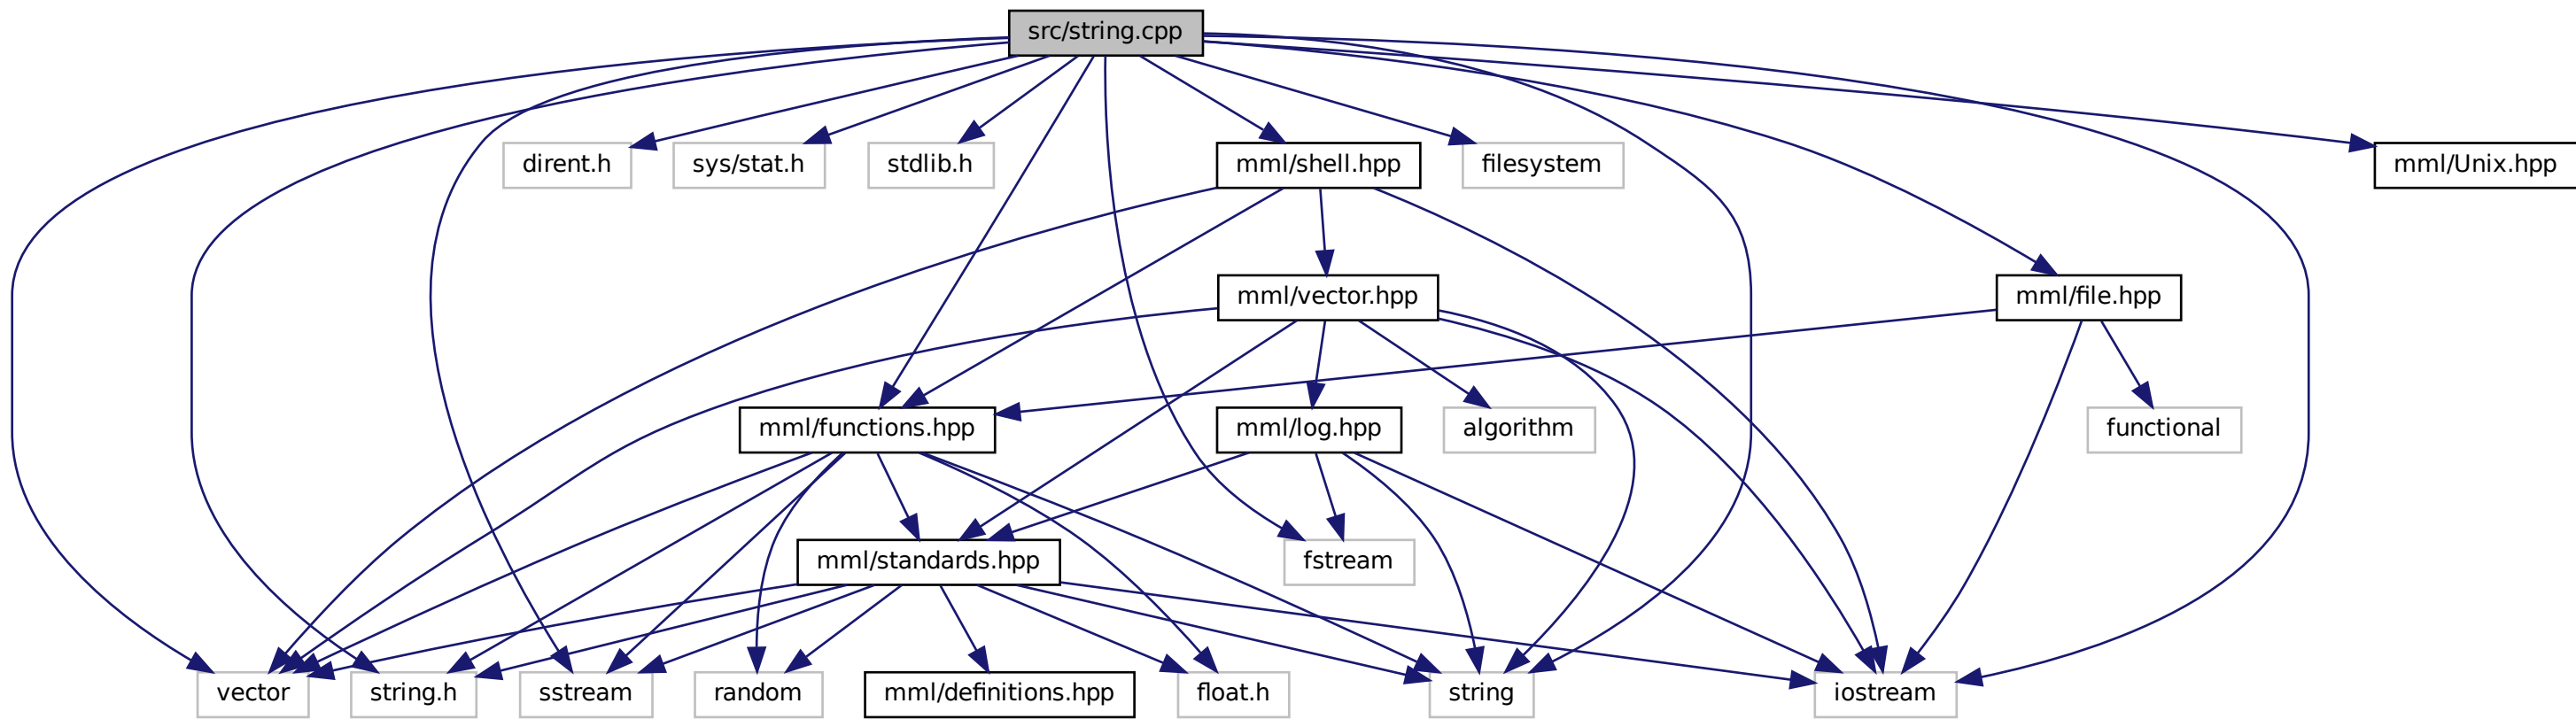 src/string.cpp
dirent.h
sys/stat.h
stdlib.h
mml/shell.hpp
filesystem
mml/Unix.hpp
mml/vector.hpp
mml/file.hpp
mml/functions.hpp
mml/log.hpp
algorithm
functional
mml/standards.hpp
fstream
vector
string.h
sstream
random
mml/definitions.hpp
float.h
string
iostream